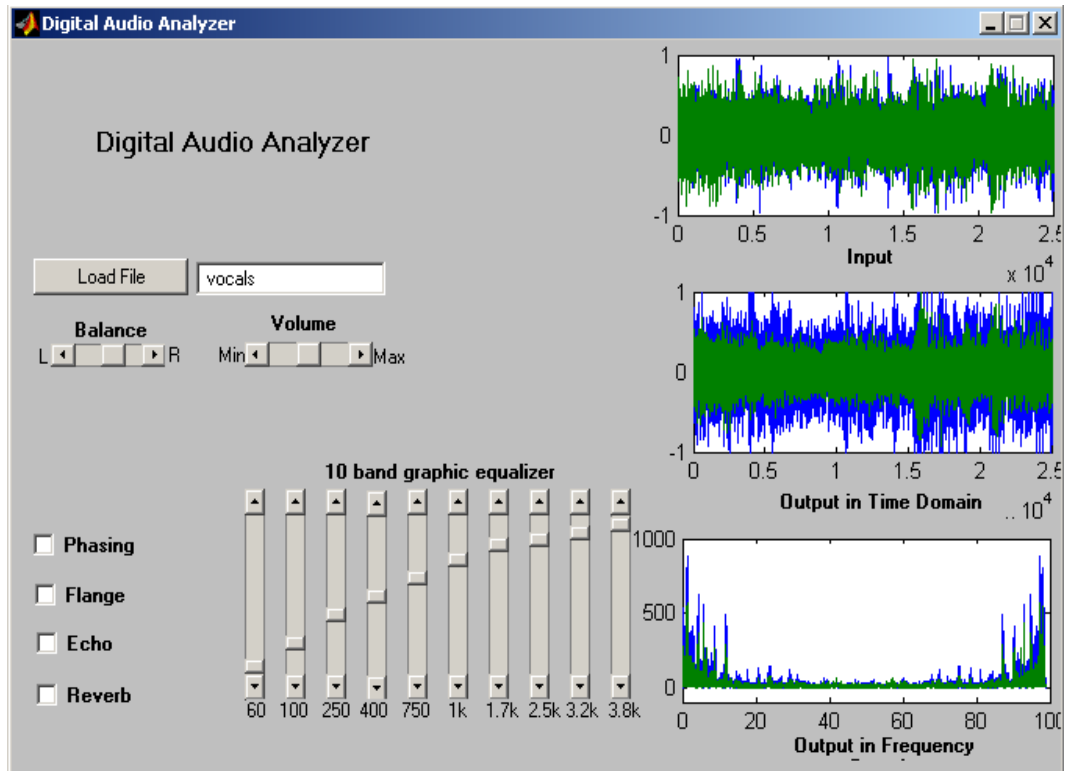 Digital Audio Analyzer
Digital Audio Analyzer
Load File
vocals
Balance
L R
Volume
Min Max
10 band graphic equalizer
60 100 250 400 750 1k 1.7k 2.5k 3.2k 3.8k
Phasing
Flange
Echo
Reverb
1
0
-1
0 0.5 1 1.5 2 2.5
Input
x 10^4
1
0
-1
0 0.5 1 1.5 2 2.5
Output in Time Domain
.. 10^4
1000
500
0
0 20 40 60 80 100
Output in Frequency